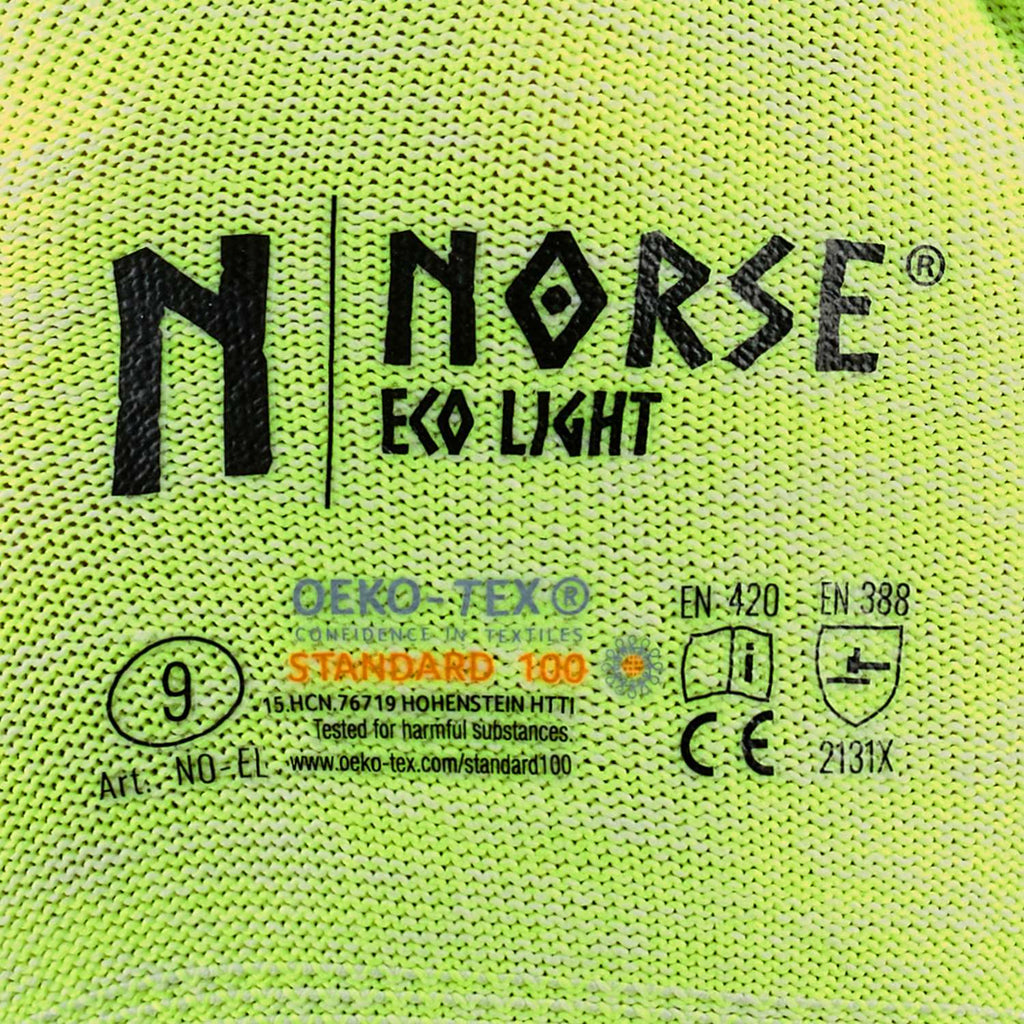 N
NORSE®
ECO LIGHT
OEKO-TEX®
CONFIDENCE IN TEXTILES
STANDARD 100
15.HCN.76719 HOHENSTEIN HTTI
Tested for harmful substances.
www.oeko-tex.com/standard100
9
Art.: NO-EL
EN 420
i
CE
EN 388
2131X